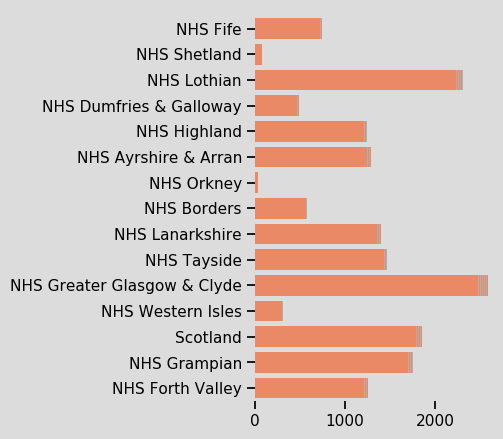 NHS Fife
NHS Shetland
NHS Lothian
NHS Dumfries & Galloway
NHS Highland
NHS Ayrshire & Arran
NHS Orkney
NHS Borders
NHS Lanarkshire
NHS Tayside
NHS Greater Glasgow & Clyde
NHS Western Isles
Scotland
NHS Grampian
NHS Forth Valley
0 1000 2000